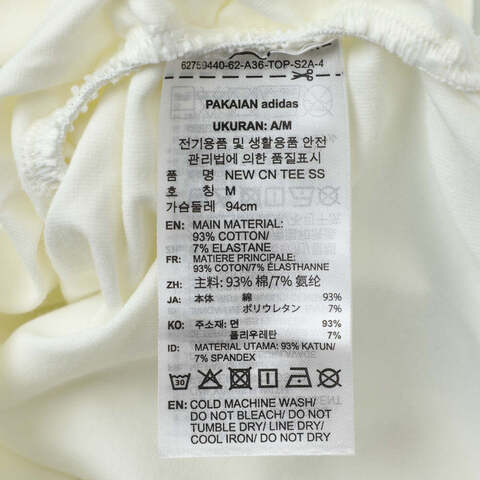 62759440-62-A36-TOP-S2A-4
PAKAIAN adidas
UKURAN: A/M
전기용품 및 생활용품 안전
관리법에 의한 품질표시
품 명 NEW CN TEE SS
호 칭 M
가슴둘레 94cm
EN: MAIN MATERIAL:
93% COTTON/
7% ELASTANE
FR: MATIERE PRINCIPALE:
93% COTON/7% ÉLASTHANNE
ZH: 主料: 93% 棉/7% 氨纶
JA: 本体 綿 93%
ポリウレタン 7%
KO: 주소재: 면 93%
폴리우레탄 7%
ID: MATERIAL UTAMA: 93% KATUN/
7% SPANDEX
30
EN: COLD MACHINE WASH/
DO NOT BLEACH/ DO NOT
TUMBLE DRY/ LINE DRY/
COOL IRON/ DO NOT DRY